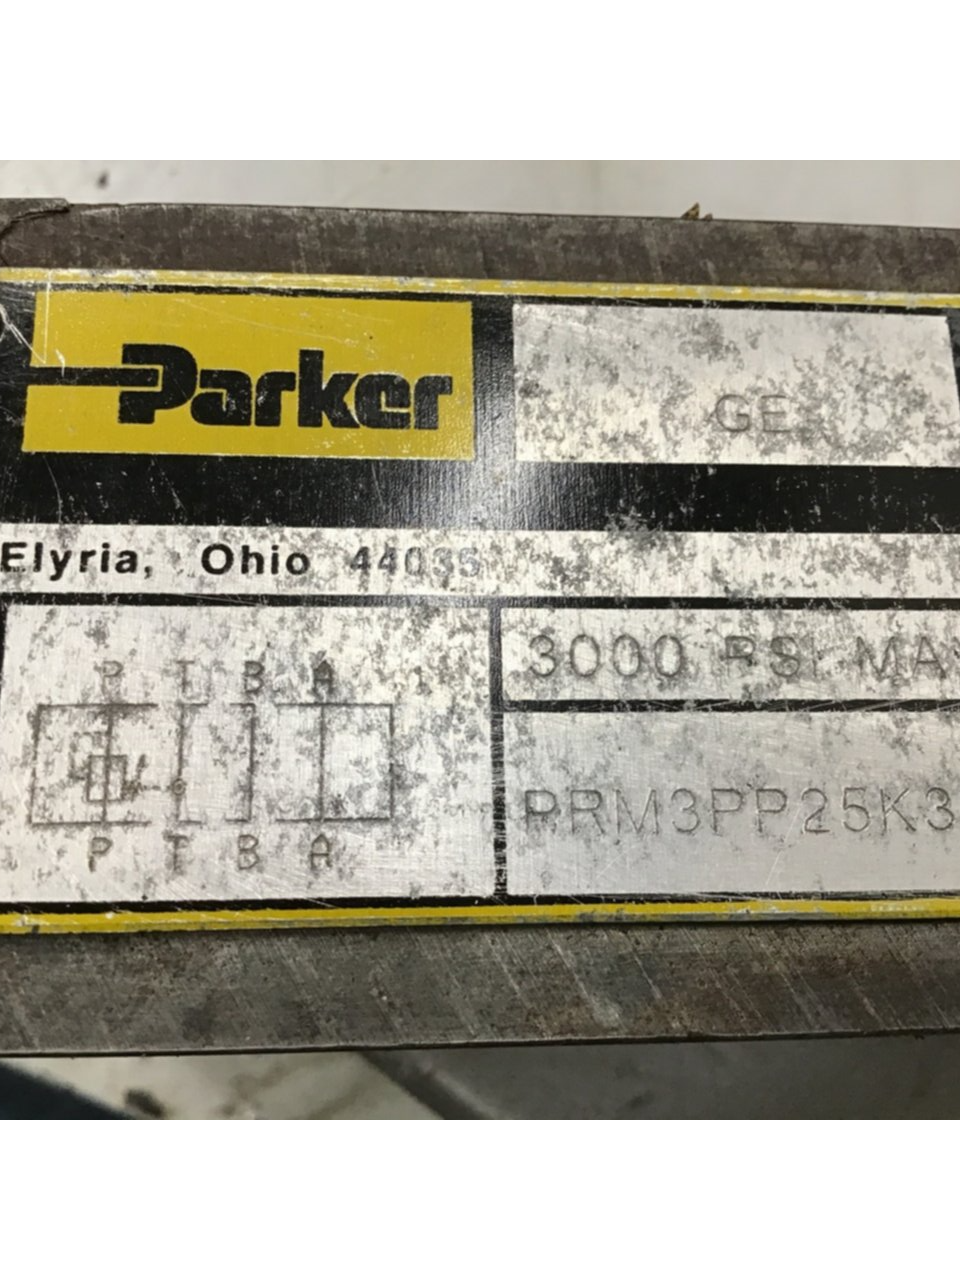 Parker
GE
Elyria, Ohio 44035
3000 PSI MA
P T B A
P T B A
PRM3PP25K3